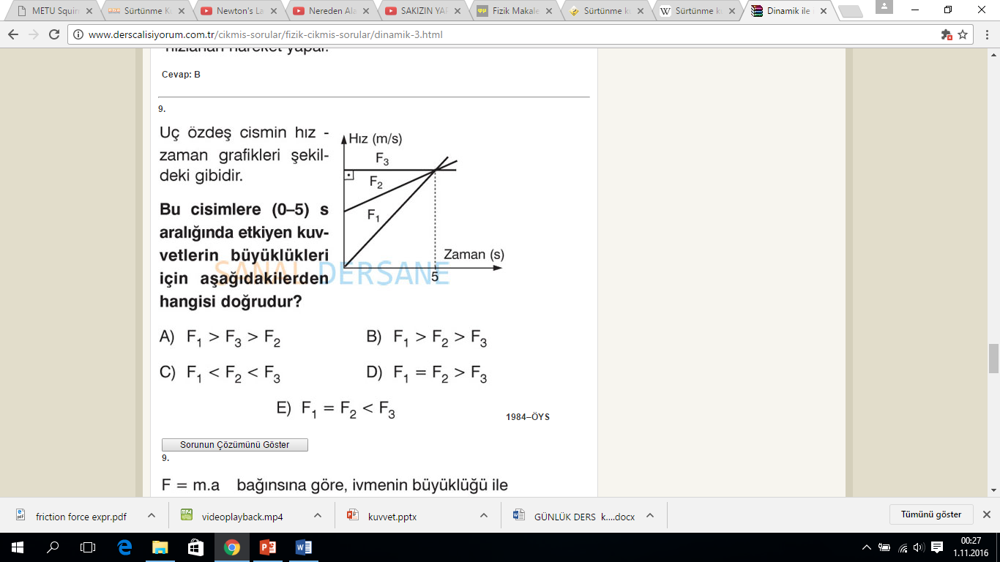 METU Squir
Sürtünme K
Newton's La
Nereden Ala
SAKIZIN YAP
Fizik Makale
Sürtünme k
Sürtünme k
Dinamik ile
www.derscalisiyorum.com.tr/cikmis-sorular/fizik-cikmis-sorular/dinamik-3.html
hızlanan hareket yapar.
Cevap: B
9.
Uç özdeş cismin hız -
zaman grafikleri şekil-
deki gibidir.
Bu cisimlere (0–5) s
aralığında etkiyen kuv-
vetlerin büyüklükleri
için aşağıdakilerden
hangisi doğrudur?
Hız (m/s)
F3
F2
F1
Zaman (s)
5
SANAL DERSANE
A) F1 > F3 > F2
B) F1 > F2 > F3
C) F1 < F2 < F3
D) F1 = F2 > F3
E) F1 = F2 < F3
1984–ÖYS
Sorunun Çözümünü Göster
9.
F = m.a bağınsına göre, ivmenin büyüklüğü ile
friction force expr.pdf
videoplayback.mp4
kuvvet.pptx
GÜNLÜK DERS k....docx
Tümünü göster
00:27
1.11.2016